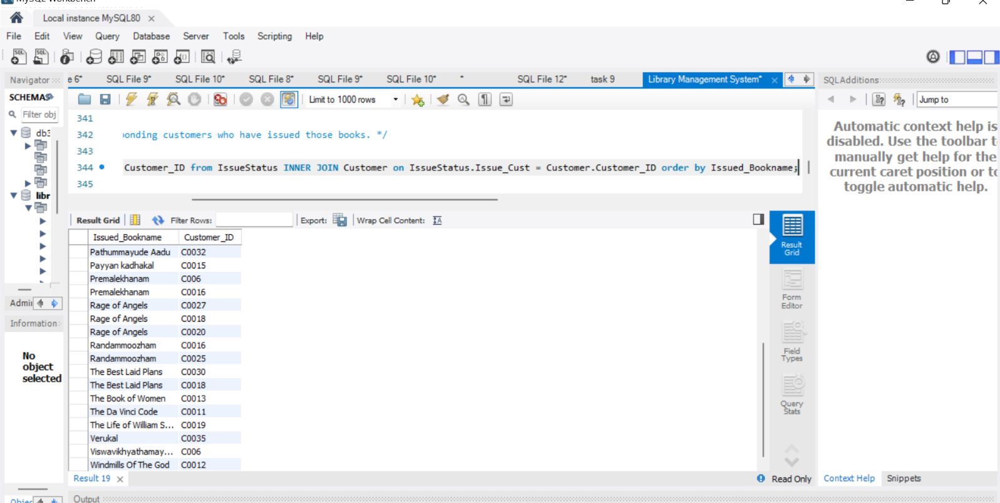 MySQL Workbench
Local instance MySQL80
File Edit View Query Database Server Tools Scripting Help
Navigator
e 6* SQL File 9* SQL File 10* SQL File 8* SQL File 9* SQL File 10* * SQL File 12* task 9 Library Management System*
SQLAdditions
SCHEMAS
Limit to 1000 rows
Jump to
Filter obj
341
342 onding customers who have issued those books. */
343
344 Customer_ID from IssueStatus INNER JOIN Customer on IssueStatus.Issue_Cust = Customer.Customer_ID order by Issued_Bookname;
345
db3
libr
Automatic context help is
disabled. Use the toolbar t
manually get help for the
current caret position or to
toggle automatic help.
Result Grid Filter Rows: Export: Wrap Cell Content:
Issued_Bookname Customer_ID
Pathummayude Aadu C0032
Payyan kadhakal C0015
Premalekhanam C006
Premalekhanam C0016
Rage of Angels C0027
Rage of Angels C0018
Rage of Angels C0020
Randammoozham C0016
Randammoozham C0025
The Best Laid Plans C0030
The Best Laid Plans C0018
The Book of Women C0013
The Da Vinci Code C0011
The Life of William S... C0019
Verukal C0035
Viswavikhyathamay... C006
Windmills Of The God C0012
Result
Grid
Form
Editor
Field
Types
Query
Stats
Admin
Information
No
object
selected
Result 19
Read Only
Context Help Snippets
Objec
Output